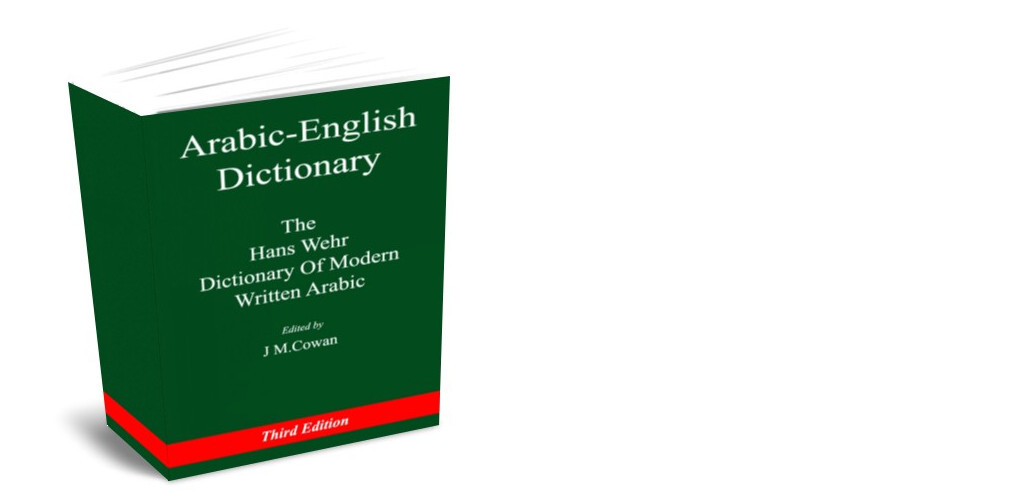 Arabic-English
Dictionary
The
Hans Wehr
Dictionary Of Modern
Written Arabic
Edited by
J M.Cowan
Third Edition